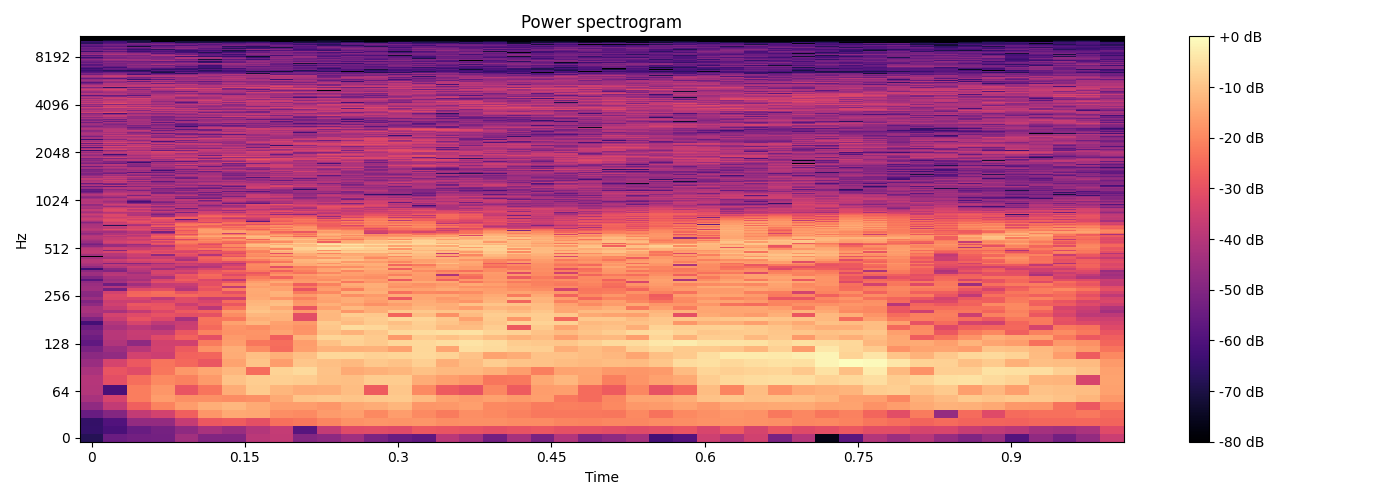 Power spectrogram
Hz
8192
4096
2048
1024
512
256
128
64
0
0 0.15 0.3 0.45 0.6 0.75 0.9
Time
+0 dB
-10 dB
-20 dB
-30 dB
-40 dB
-50 dB
-60 dB
-70 dB
-80 dB